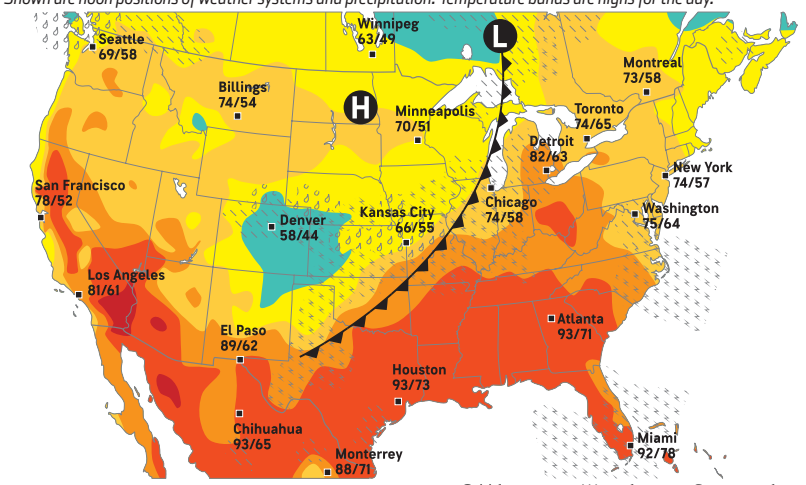 Shown are noon positions of weather systems and precipitation. Temperature bands are highs for the day.
Winnipeg
63/49
L
Seattle
69/58
Montreal
73/58
Billings
74/54
H
Minneapolis
70/51
Toronto
74/65
Detroit
82/63
New York
74/57
San Francisco
78/52
Chicago
74/58
Washington
75/64
Denver
58/44
Kansas City
66/55
Los Angeles
81/61
El Paso
89/62
Atlanta
93/71
Houston
93/73
Chihuahua
93/65
Miami
92/78
Monterrey
88/71